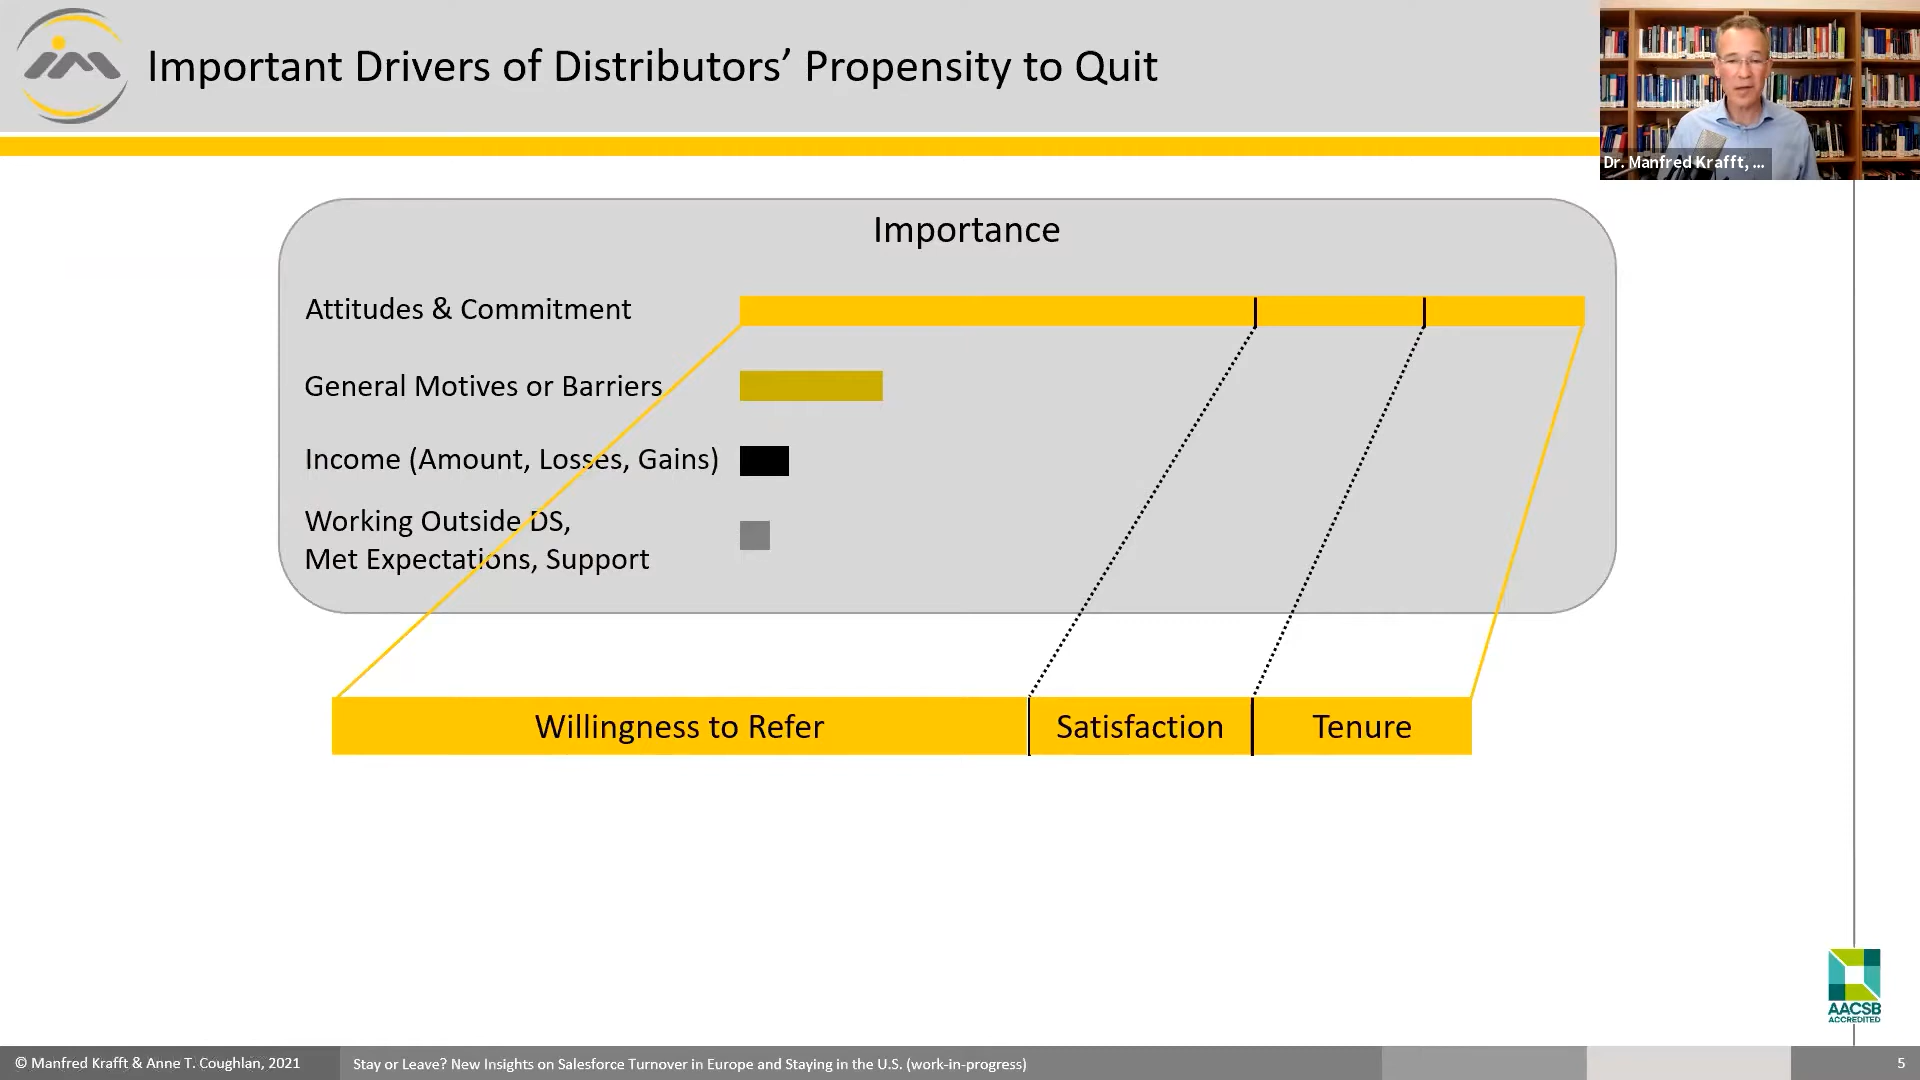 Important Drivers of Distributors’ Propensity to Quit
Dr. Manfred Krafft, ...
Importance
Attitudes & Commitment
General Motives or Barriers
Income (Amount, Losses, Gains)
Working Outside DS,
Met Expectations, Support
Willingness to Refer
Satisfaction
Tenure
AACSB
ACCREDITED
© Manfred Krafft & Anne T. Coughlan, 2021
Stay or Leave? New Insights on Salesforce Turnover in Europe and Staying in the U.S. (work-in-progress)
5